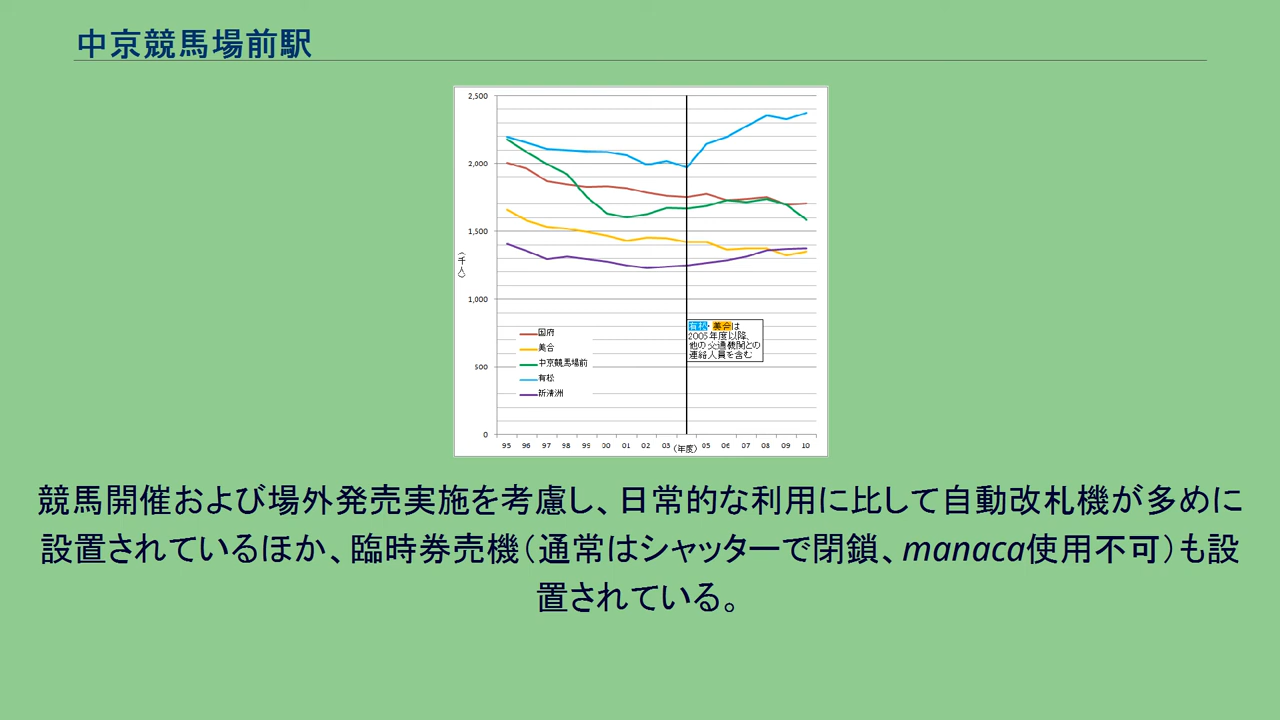 中京競馬場前駅
2,500
2,000
1,500
1,000
500
0
（千人）
国府
美合
中京競馬場前
有松
新清洲
有松・美合は
2005年度以降、
他の交通機関との
連絡人員を含む
95 96 97 98 99 00 01 02 03 05 06 07 08 09 10
（年度）
競馬開催および場外発売実施を考慮し、日常的な利用に比して自動改札機が多めに
設置されているほか、臨時券売機（通常はシャッターで閉鎖、manaca使用不可）も設
置されている。